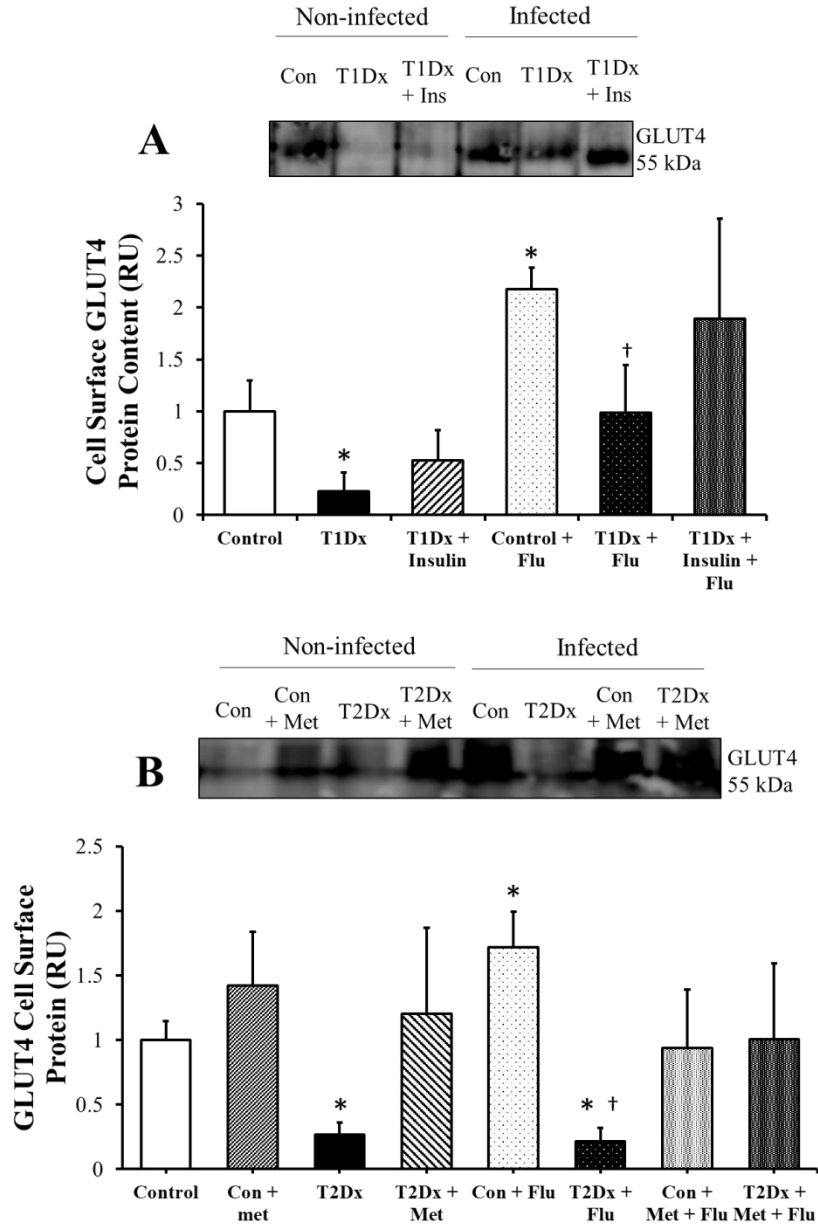 Non-infected Infected
Con T1Dx T1Dx Con T1Dx T1Dx
+ Ins + Ins
A
GLUT4
55 kDa
Cell Surface GLUT4
Protein Content (RU)
3
2.5
2
1.5
1
0.5
0
*
*
†
Control T1Dx T1Dx + Control + T1Dx + T1Dx +
Insulin Flu Flu Insulin +
Flu
Non-infected Infected
Con Con T2Dx T2Dx Con T2Dx Con T2Dx
+ Met + Met + Met + Met
B
GLUT4
55 kDa
GLUT4 Cell Surface
Protein (RU)
2.5
2
1.5
1
0.5
0
*
*
* †
Control Con + T2Dx T2Dx + Con + Flu T2Dx + Con + T2Dx +
met Met Flu Met + Flu Met + Flu